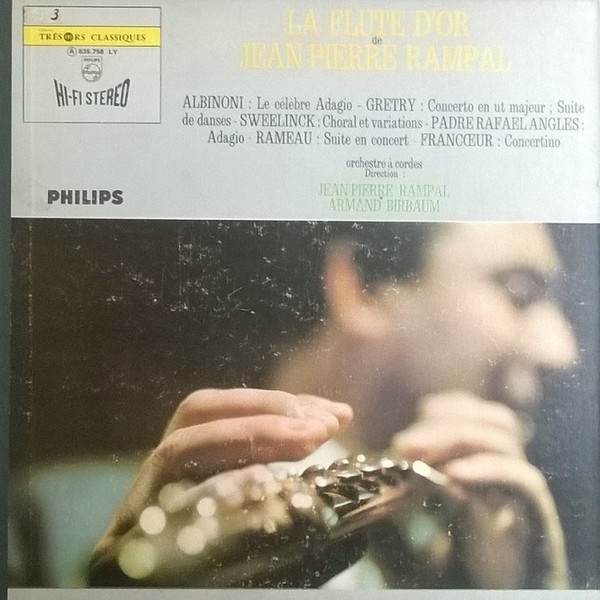 3
TRÉSORS CLASSIQUES
A 835.758 LY
PHILIPS
HI-FI STEREO
LA FLUTE D'OR
de
JEAN PIERRE RAMPAL
ALBINONI : Le célèbre Adagio - GRETRY : Concerto en ut majeur ; Suite
de danses - SWEELINCK : Choral et variations - PADRE RAFAEL ANGLES :
Adagio - RAMEAU : Suite en concert - FRANCŒUR : Concertino
orchestre à cordes
Direction :
JEAN PIERRE RAMPAL
ARMAND BIRBAUM
PHILIPS